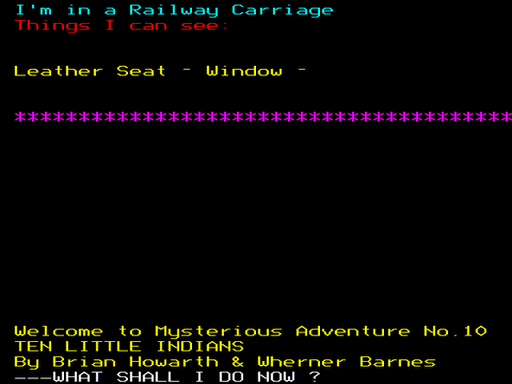 I'm in a Railway Carriage
Things I can see:
Leather Seat - Window -
***************************************
Welcome to Mysterious Adventure No.10
TEN LITTLE INDIANS
By Brian Howarth & Wherner Barnes
---WHAT SHALL I DO NOW ?